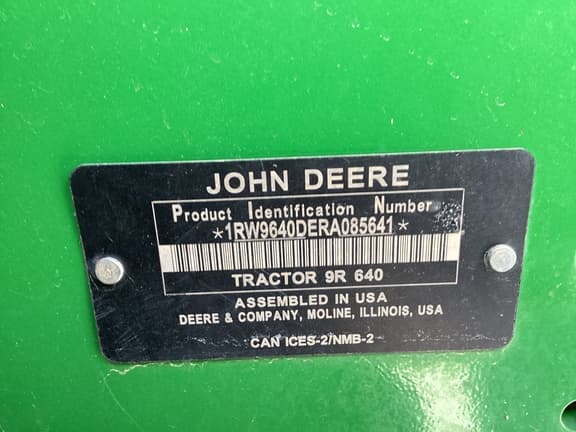 JOHN DEERE
Product Identification Number
*1RW9640DERA085641*
TRACTOR 9R 640
ASSEMBLED IN USA
DEERE & COMPANY, MOLINE, ILLINOIS, USA
CAN ICES-2/NMB-2